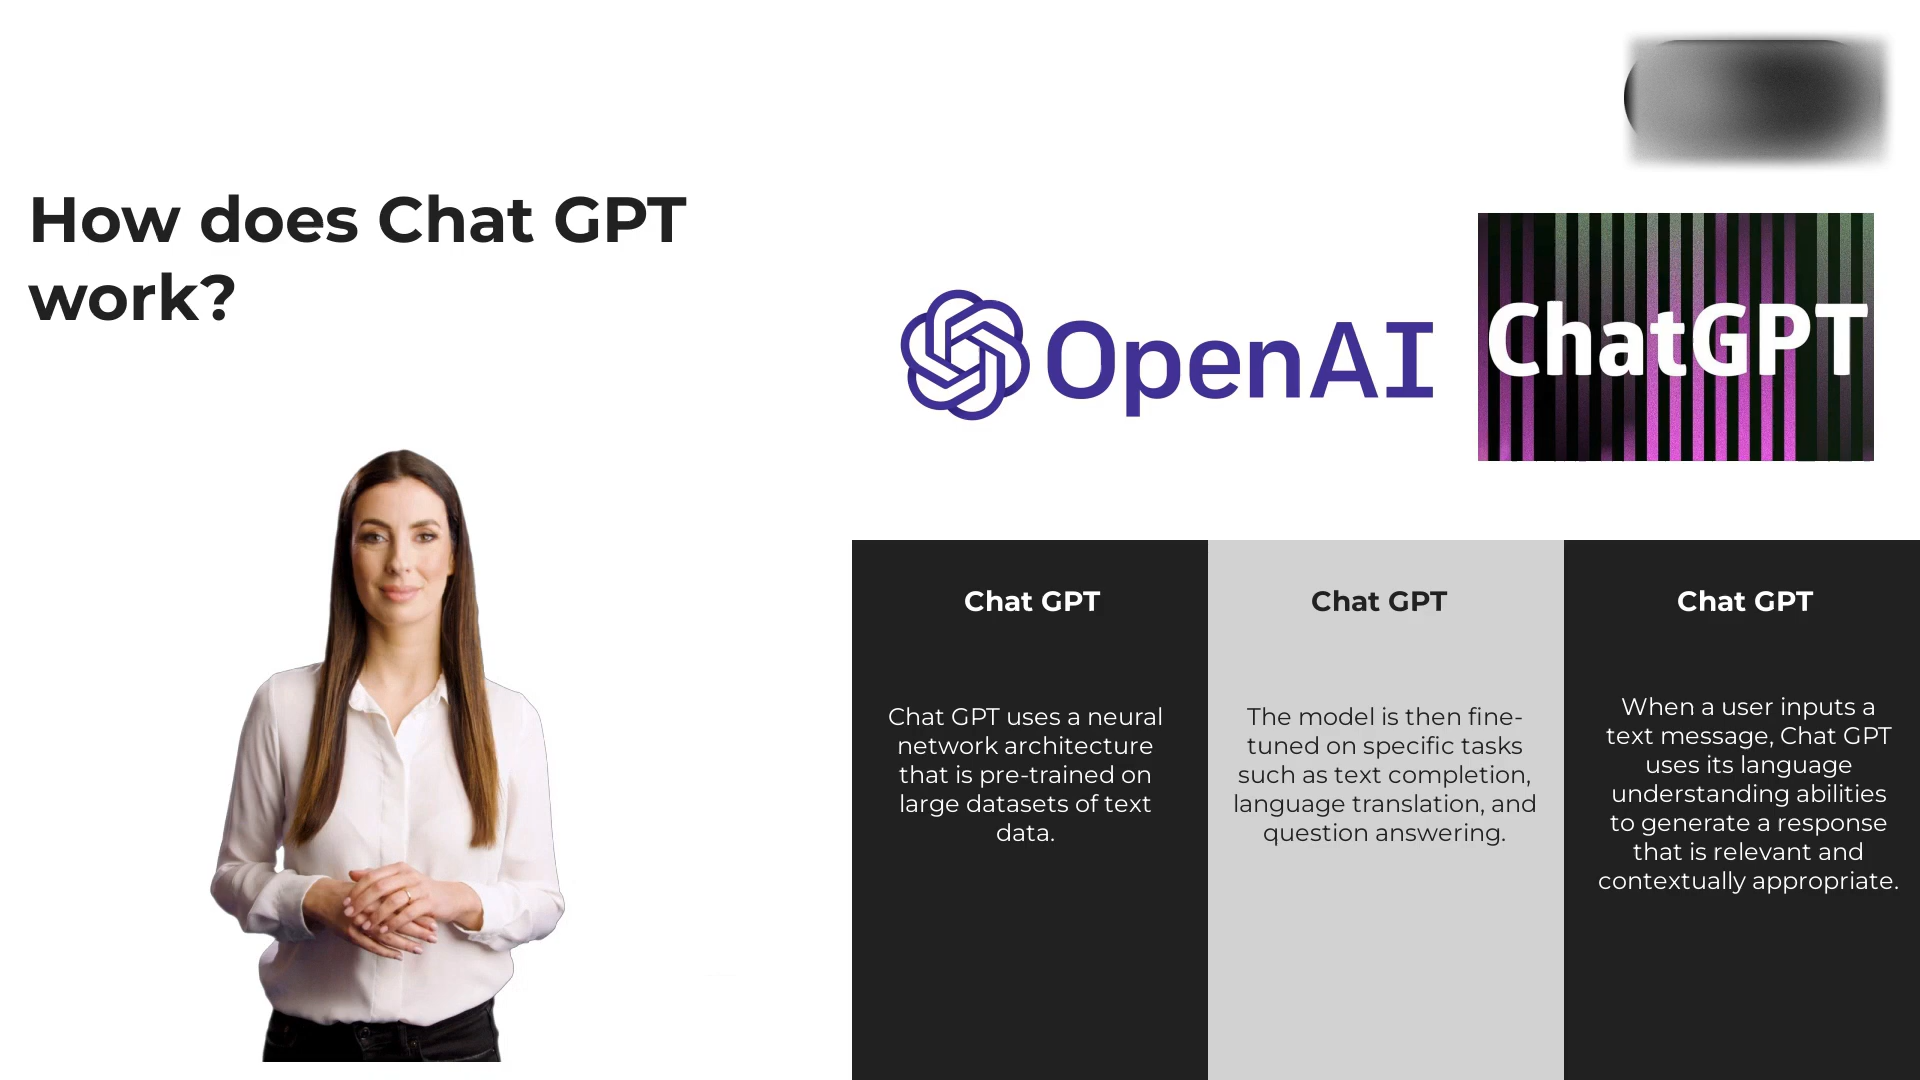 How does Chat GPT
work?
OpenAI
ChatGPT
Chat GPT
Chat GPT uses a neural
network architecture
that is pre-trained on
large datasets of text
data.
Chat GPT
The model is then fine-
tuned on specific tasks
such as text completion,
language translation, and
question answering.
Chat GPT
When a user inputs a
text message, Chat GPT
uses its language
understanding abilities
to generate a response
that is relevant and
contextually appropriate.